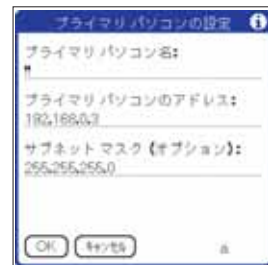 プライマリ パソコンの設定
プライマリ パソコン名:
プライマリ パソコンのアドレス:
192.168.0.3
サブネット マスク (オプション):
255.255.255.0
OK キャンセル a